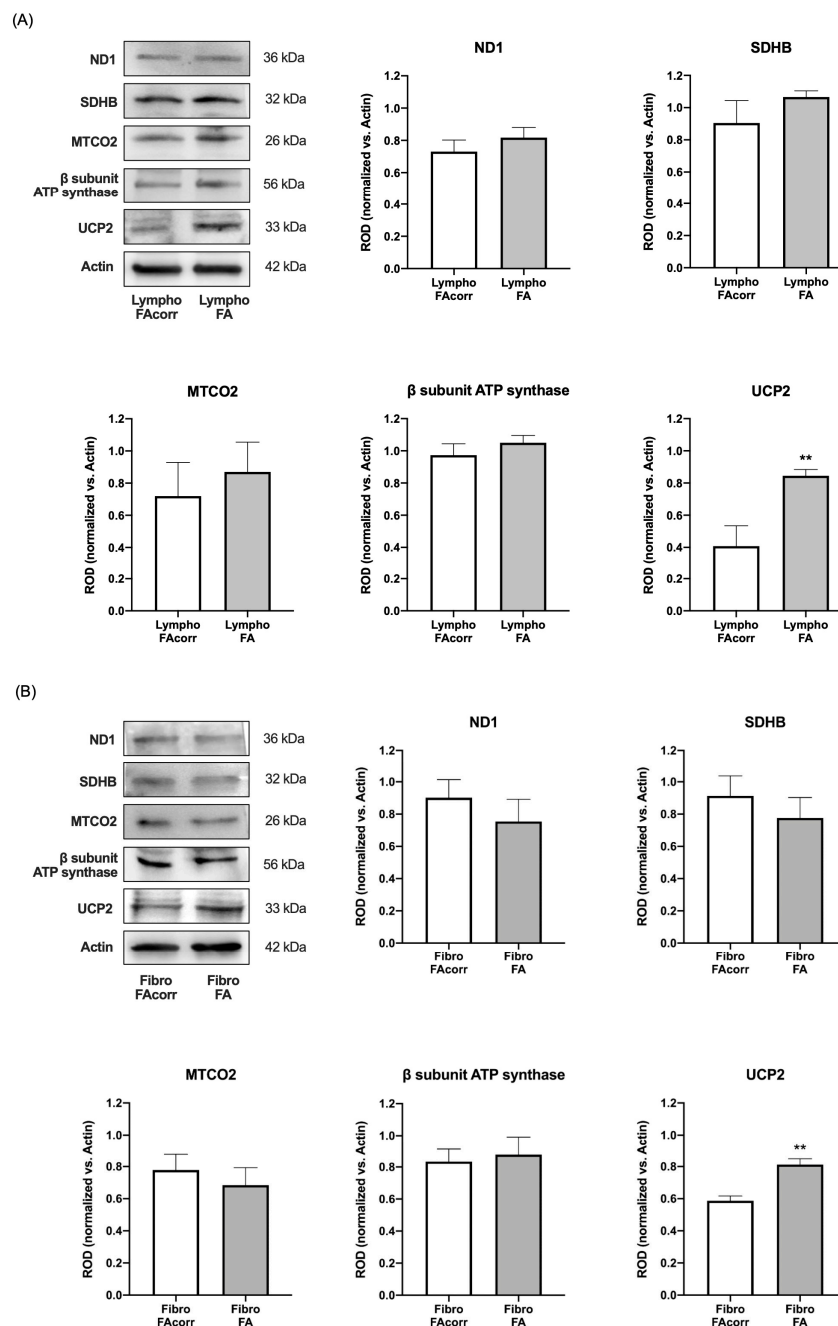 (A)
ND1
36 kDa
SDHB
32 kDa
MTCO2
26 kDa
β subunit
ATP synthase
56 kDa
UCP2
33 kDa
Actin
42 kDa
Lympho
FAcorr
Lympho
FA
ND1
ROD (normalized vs. Actin)
1.2
1.0
0.8
0.6
0.4
0.2
0.0
Lympho
FAcorr
Lympho
FA
SDHB
ROD (normalized vs. Actin)
1.2
1.0
0.8
0.6
0.4
0.2
0.0
Lympho
FAcorr
Lympho
FA
MTCO2
ROD (normalized vs. Actin)
1.2
1.0
0.8
0.6
0.4
0.2
0.0
Lympho
FAcorr
Lympho
FA
β subunit ATP synthase
ROD (normalized vs. Actin)
1.2
1.0
0.8
0.6
0.4
0.2
0.0
Lympho
FAcorr
Lympho
FA
UCP2
ROD (normalized vs. Actin)
1.2
1.0
0.8
0.6
0.4
0.2
0.0
**
Lympho
FAcorr
Lympho
FA
(B)
ND1
36 kDa
SDHB
32 kDa
MTCO2
26 kDa
β subunit
ATP synthase
56 kDa
UCP2
33 kDa
Actin
42 kDa
Fibro
FAcorr
Fibro
FA
ND1
ROD (normalized vs. Actin)
1.2
1.0
0.8
0.6
0.4
0.2
0.0
Fibro
FAcorr
Fibro
FA
SDHB
ROD (normalized vs. Actin)
1.2
1.0
0.8
0.6
0.4
0.2
0.0
Fibro
FAcorr
Fibro
FA
MTCO2
ROD (normalized vs. Actin)
1.2
1.0
0.8
0.6
0.4
0.2
0.0
Fibro
FAcorr
Fibro
FA
β subunit ATP synthase
ROD (normalized vs. Actin)
1.2
1.0
0.8
0.6
0.4
0.2
0.0
Fibro
FAcorr
Fibro
FA
UCP2
ROD (normalized vs. Actin)
1.2
1.0
0.8
0.6
0.4
0.2
0.0
**
Fibro
FAcorr
Fibro
FA